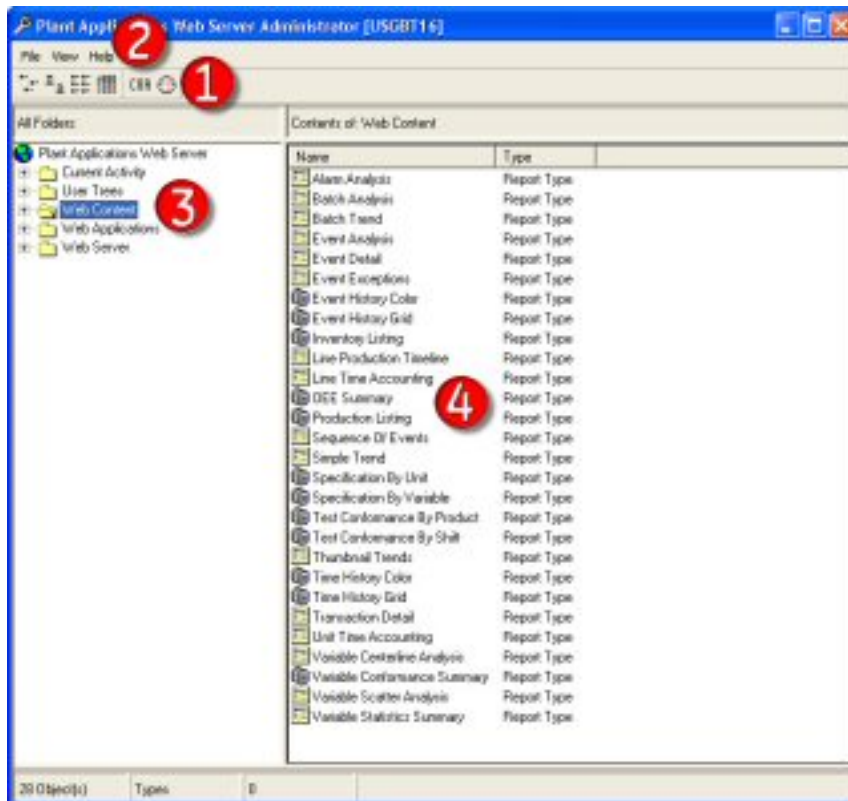 Plant Appl Web Server Administrator [USGBT16]
2
File View Help
1
All Folders
Contents of: Web Content
Plant Applications Web Server
Current Activity
User Trees
Web Content
3
Web Applications
Web Server
Name Type
Alarm Analysis Report Type
Batch Analysis Report Type
Batch Trend Report Type
Event Analysis Report Type
Event Detail Report Type
Event Exceptions Report Type
Event History Color Report Type
Event History Grid Report Type
Inventory Listing Report Type
Line Production Timeline Report Type
Line Time Accounting Report Type
OEE Summary Report Type
4
Production Listing Report Type
Sequence Of Events Report Type
Simple Trend Report Type
Specification By Unit Report Type
Specification By Variable Report Type
Test Conformance By Product Report Type
Test Conformance By Shift Report Type
Thumbnail Trends Report Type
Time History Color Report Type
Time History Grid Report Type
Transaction Detail Report Type
Unit Time Accounting Report Type
Variable Centerline Analysis Report Type
Variable Conformance Summary Report Type
Variable Scatter Analysis Report Type
Variable Statistics Summary Report Type
28 Object(s) Types 0